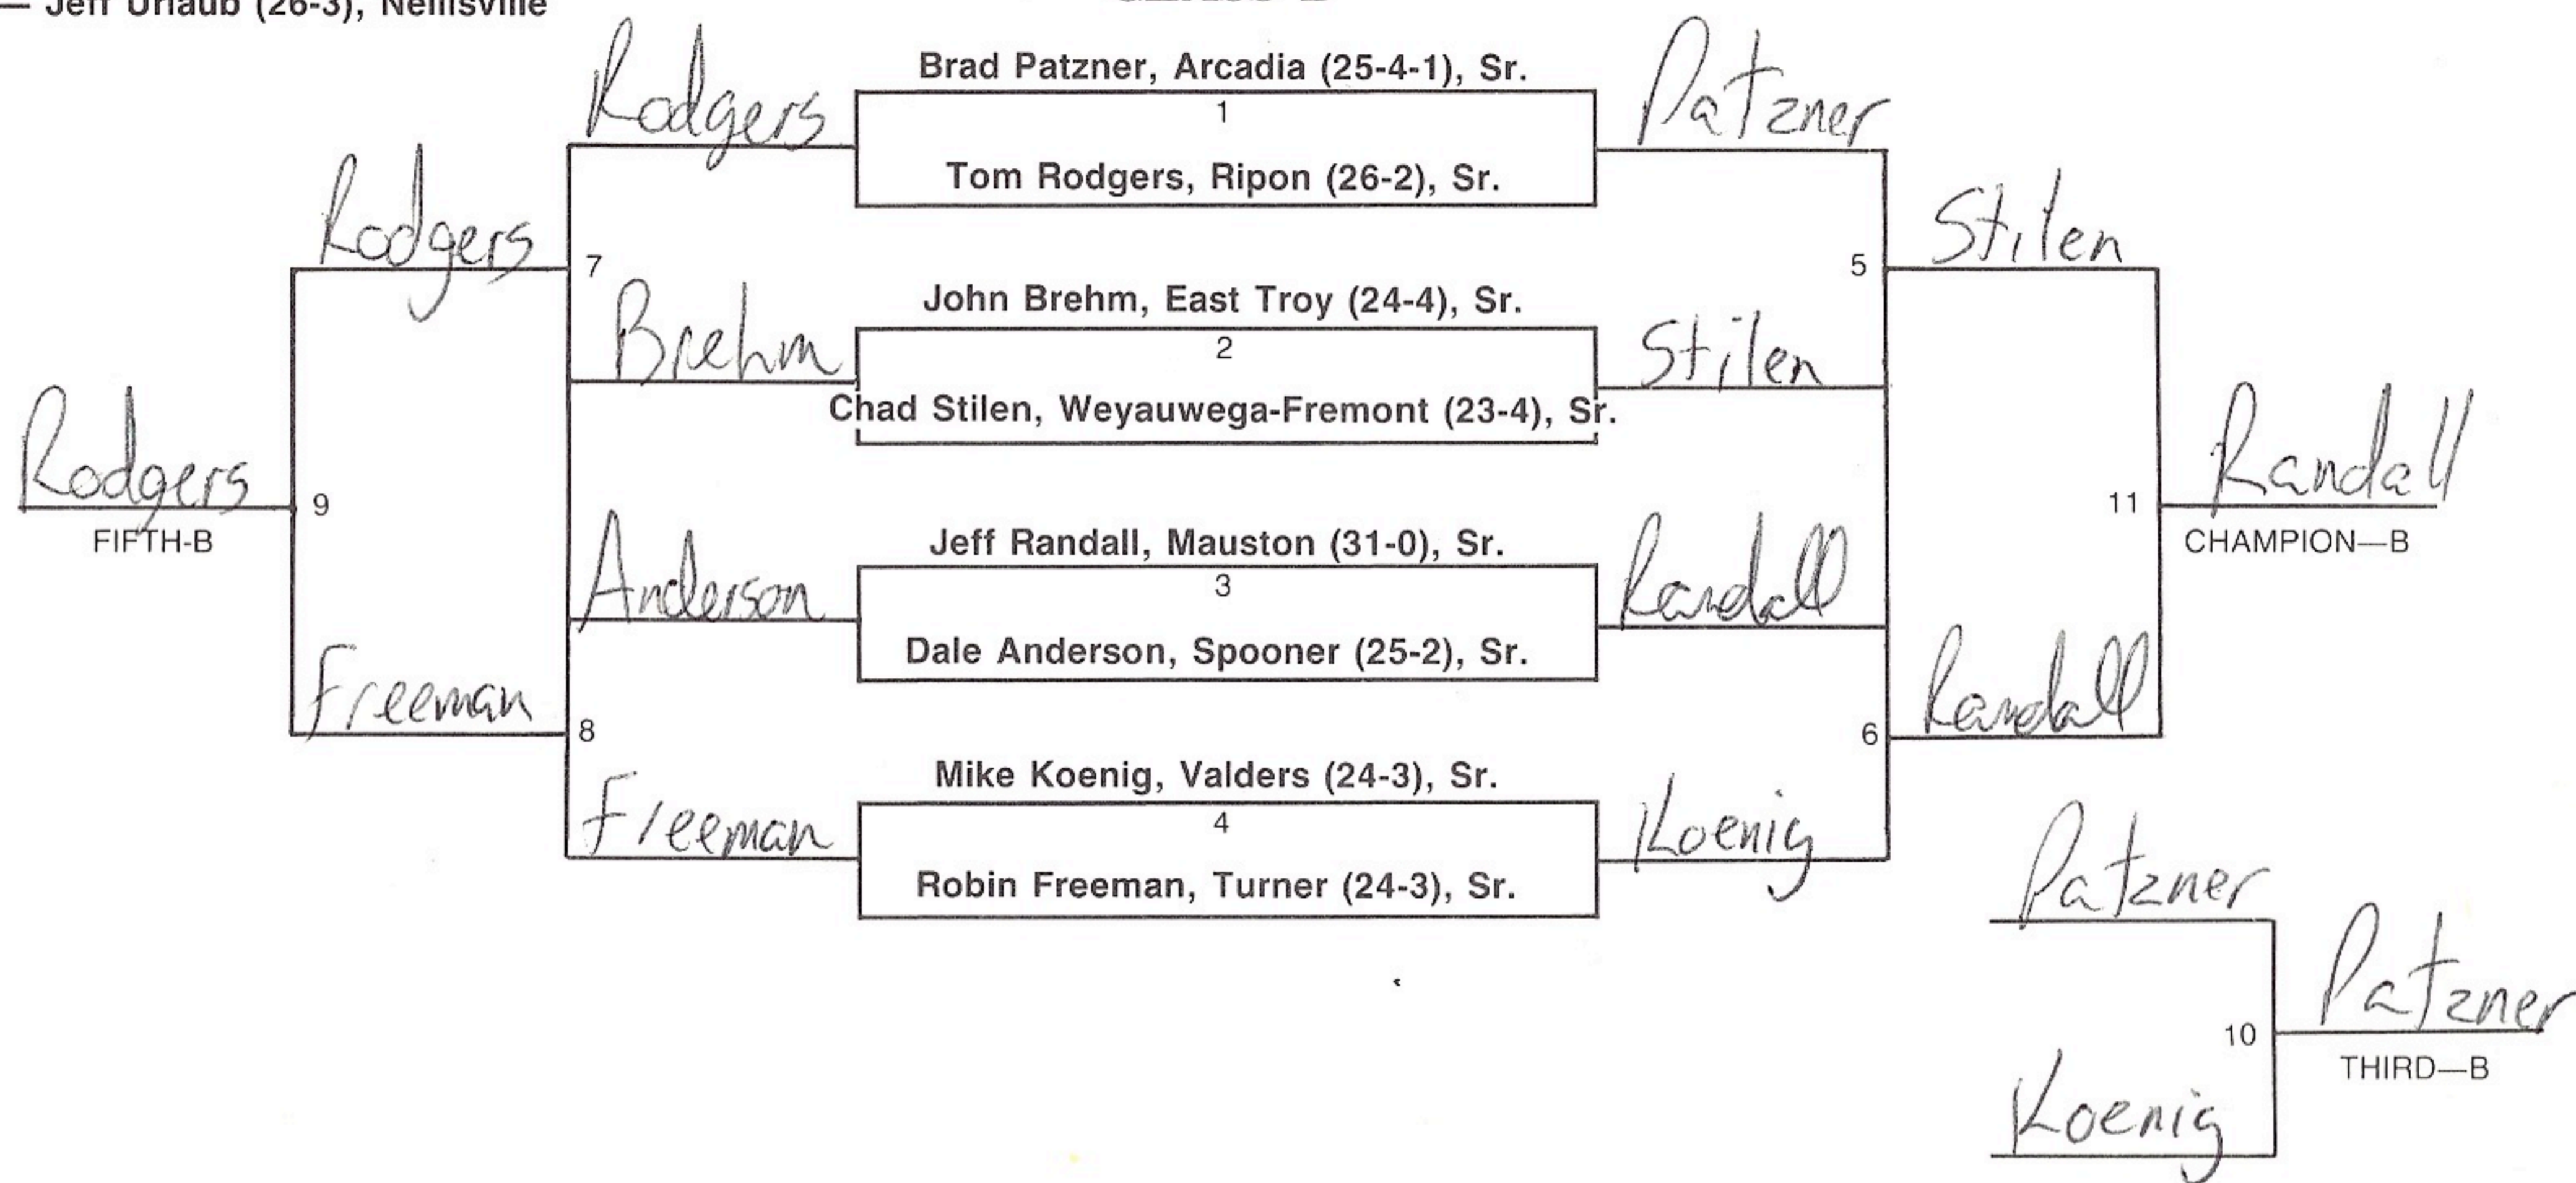 — Jeff Urlaub (26-3), Neillsville
Rodgers
Brad Patzner, Arcadia (25-4-1), Sr.
Patzner
1
Tom Rodgers, Ripon (26-2), Sr.
Rodgers
7
Stilen
5
Brehm
John Brehm, East Troy (24-4), Sr.
Stilen
2
Chad Stilen, Weyauwega-Fremont (23-4), Sr.
Rodgers
9
FIFTH-B
Randall
11
CHAMPION—B
Anderson
Jeff Randall, Mauston (31-0), Sr.
Randall
3
Dale Anderson, Spooner (25-2), Sr.
Freeman
8
Randall
6
Freeman
Mike Koenig, Valders (24-3), Sr.
Koenig
4
Robin Freeman, Turner (24-3), Sr.
Patzner
Patzner
10
THIRD—B
Koenig